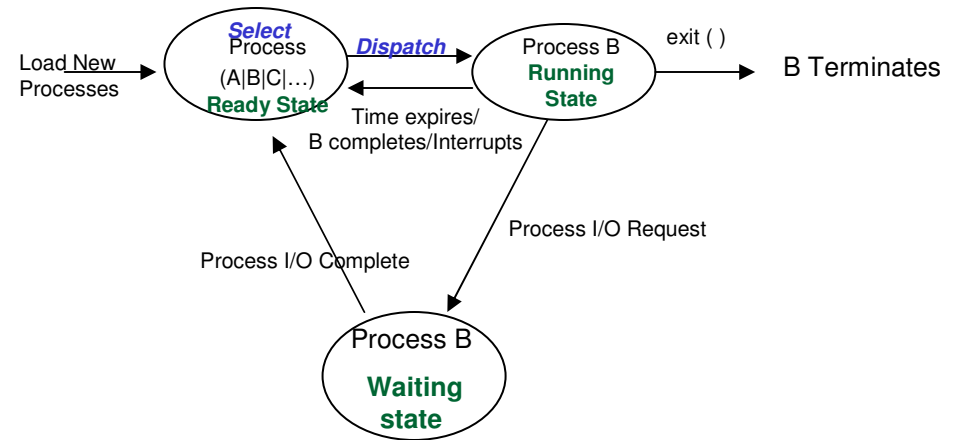 Load New
Processes
Select
Process
(A|B|C|…)
Ready State
Dispatch
Time expires/
B completes/Interrupts
Process B
Running
State
exit ( )
B Terminates
Process I/O Request
Process I/O Complete
Process B
Waiting
state